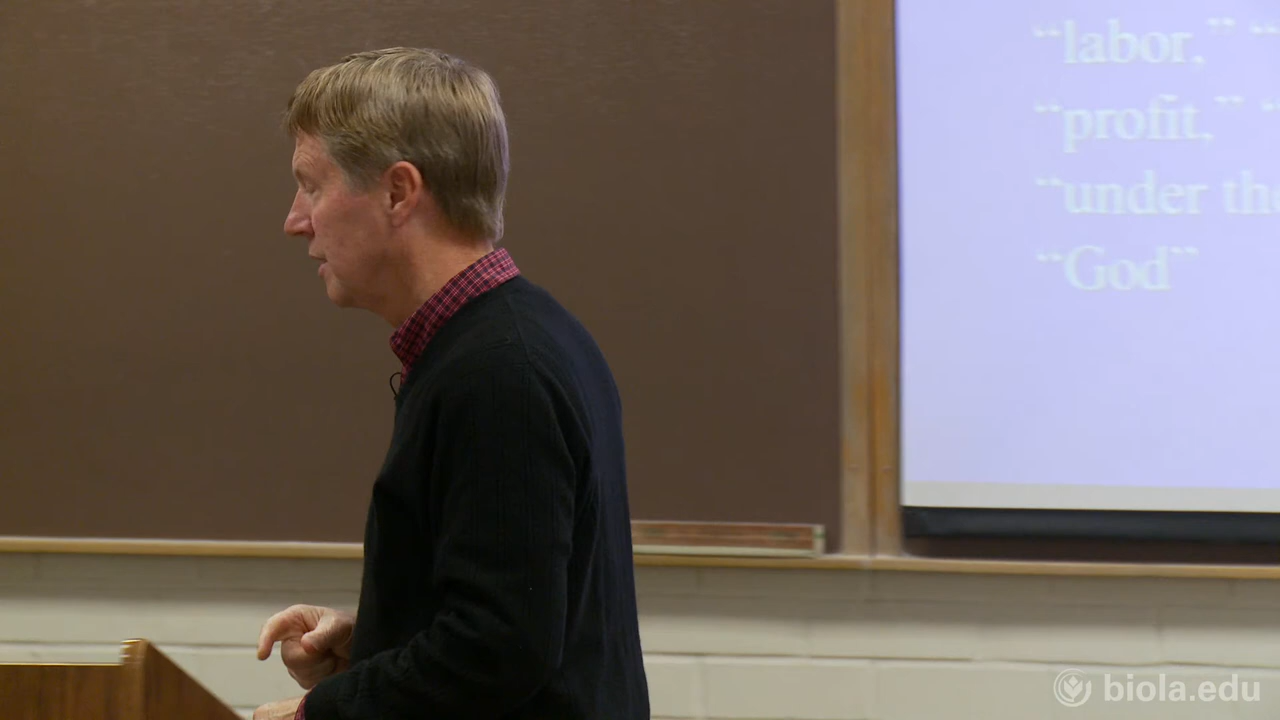 “labor,” “
“profit,” “
“under the
“God”
biola.edu